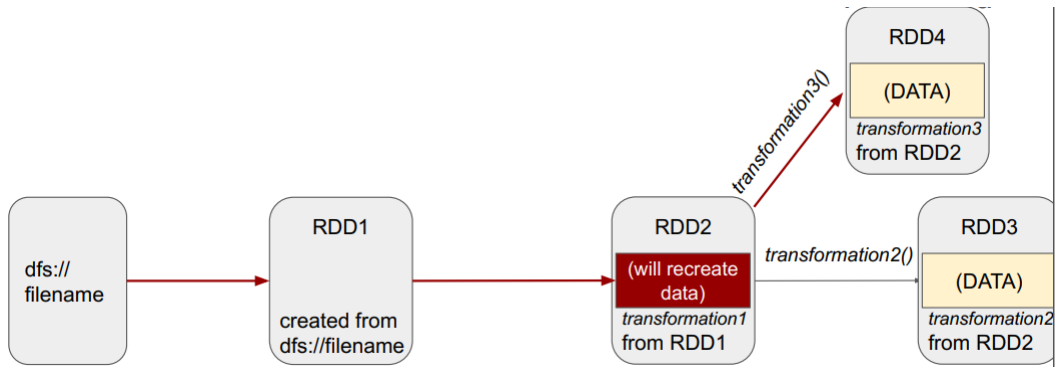 dfs://
filename
RDD1
created from
dfs://filename
RDD2
(will recreate
data)
transformation1
from RDD1
transformation3()
RDD4
(DATA)
transformation3
from RDD2
transformation2()
RDD3
(DATA)
transformation2
from RDD2